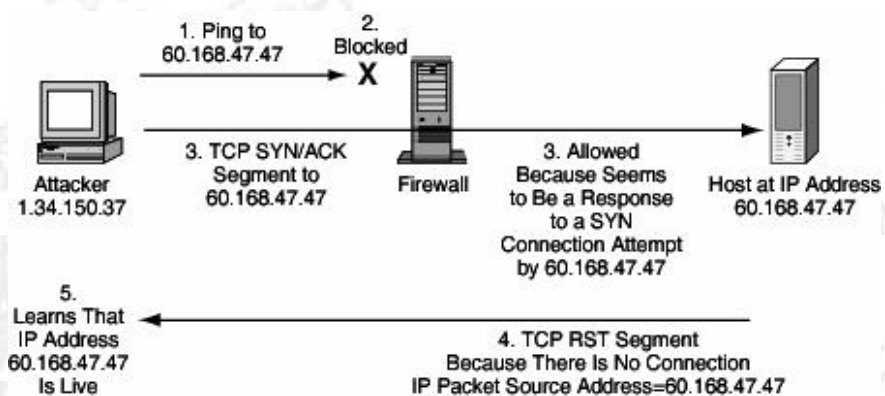 1. Ping to
60.168.47.47
2.
Blocked
X
3. TCP SYN/ACK
Segment to
60.168.47.47
Attacker
1.34.150.37
Firewall
3. Allowed
Because Seems
to Be a Response
to a SYN
Connection Attempt
by 60.168.47.47
Host at IP Address
60.168.47.47
5.
Learns That
IP Address
60.168.47.47
Is Live
4. TCP RST Segment
Because There Is No Connection
IP Packet Source Address=60.168.47.47